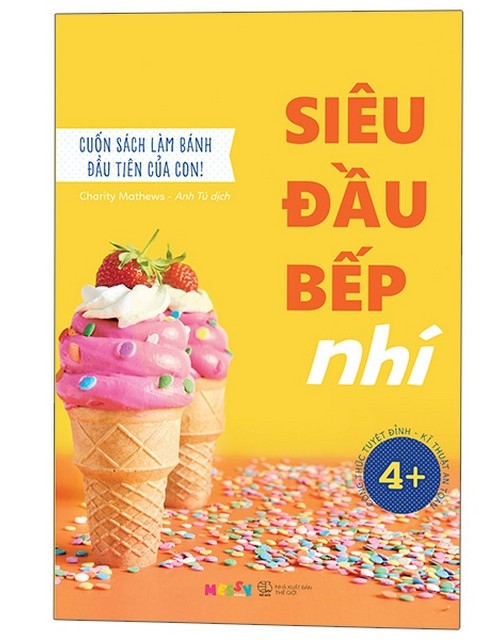 SIÊU
ĐẦU
BẾP
nhí
CUỐN SÁCH LÀM BÁNH
ĐẦU TIÊN CỦA CON!
Charity Mathews - Anh Tú dịch
CÔNG THỨC TUYỆT ĐỈNH - KĨ THUẬT AN TOÀN
4+
MESSY
NHÀ XUẤT BẢN
THẾ GIỚI